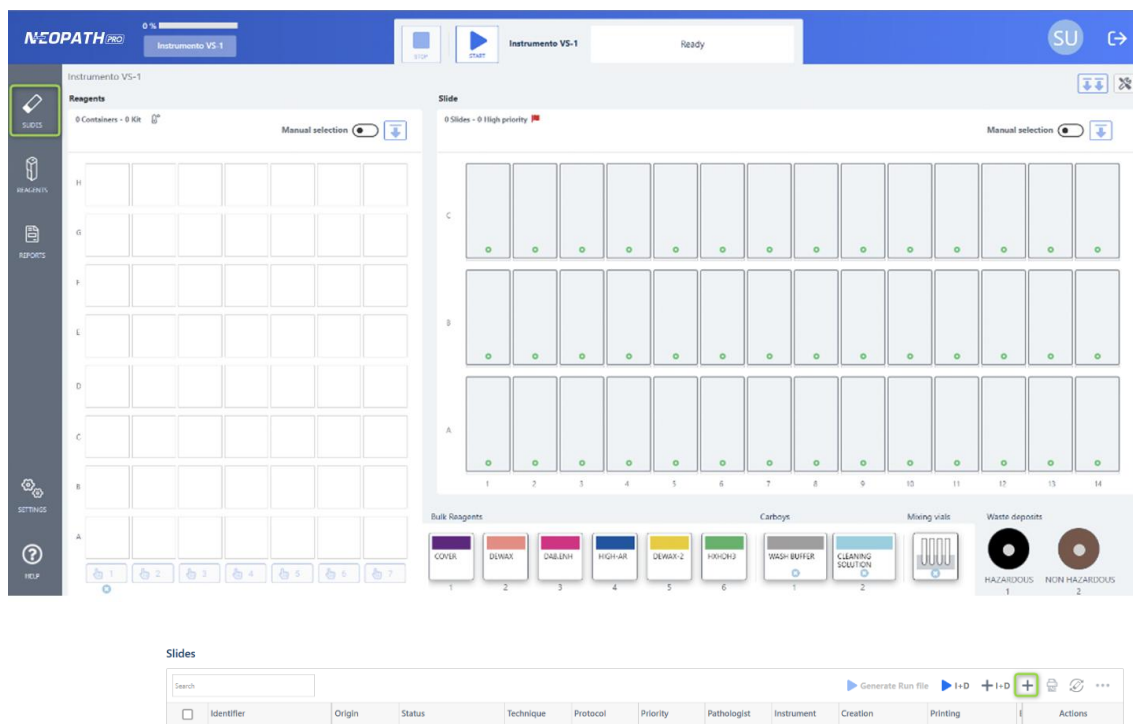 NEOPATH PRO
0 %
Instrumento VS-1
STOP
START
Instrumento VS-1
Ready
SU
Instrumento VS-1
SLIDES
REAGENTS
REPORTS
SETTINGS
HELP
Reagents
0 Containers - 0 Kit
Manual selection
H
G
F
E
D
C
B
A
1 2 3 4 5 6 7
Slide
0 Slides - 0 High priority
Manual selection
C
B
A
1 2 3 4 5 6 7 8 9 10 11 12 13 14
Bulk Reagents
COVER DEWAX DAB.ENH HIGH-AR DEWAX-2 HXHOH3
1 2 3 4 5 6
Carboys
WASH BUFFER CLEANING SOLUTION
1 2
Mixing vials
Waste deposits
HAZARDOUS NON HAZARDOUS
1 2
Slides
Search
Generate Run file I+D I+D
Identifier Origin Status Technique Protocol Priority Pathologist Instrument Creation Printing I Actions